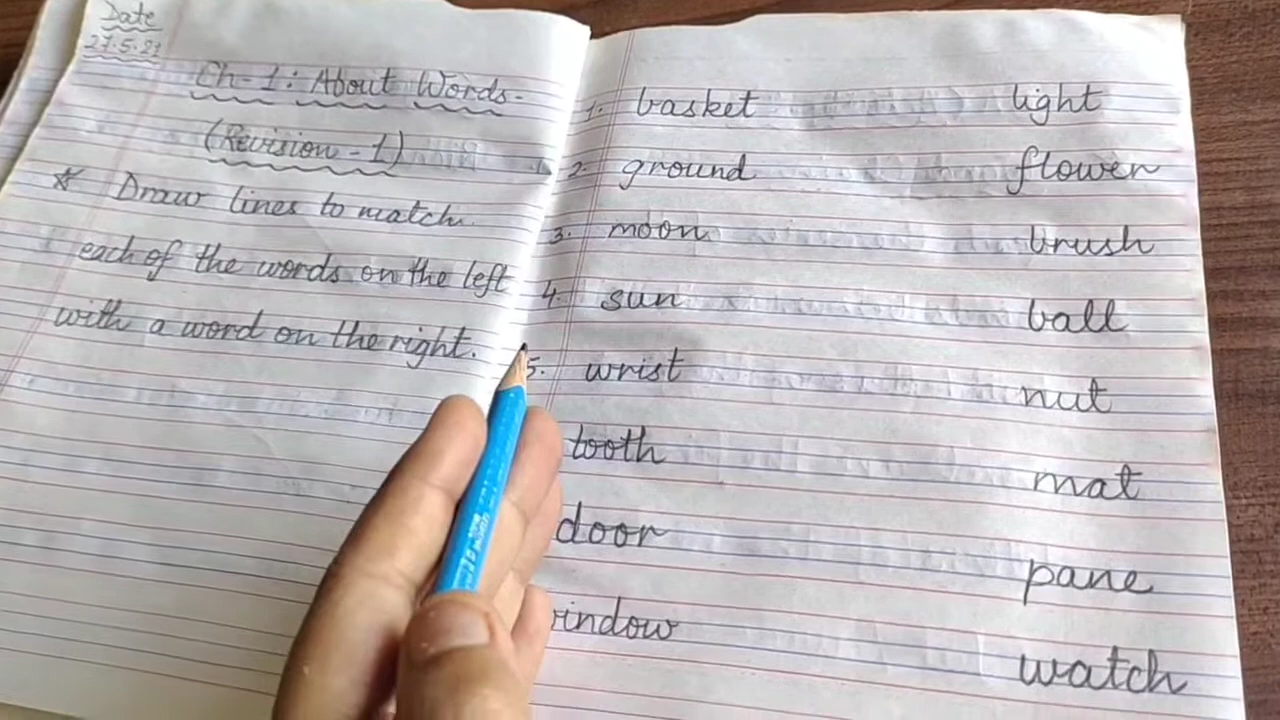 Date
27.5.21
Ch-1: About Words-
(Revision - 1)
* Draw lines to match
each of the words on the left
with a word on the right.
1. basket light
2. ground flower
3. moon brush
4. sun ball
5. wrist nut
tooth mat
door pane
indow watch